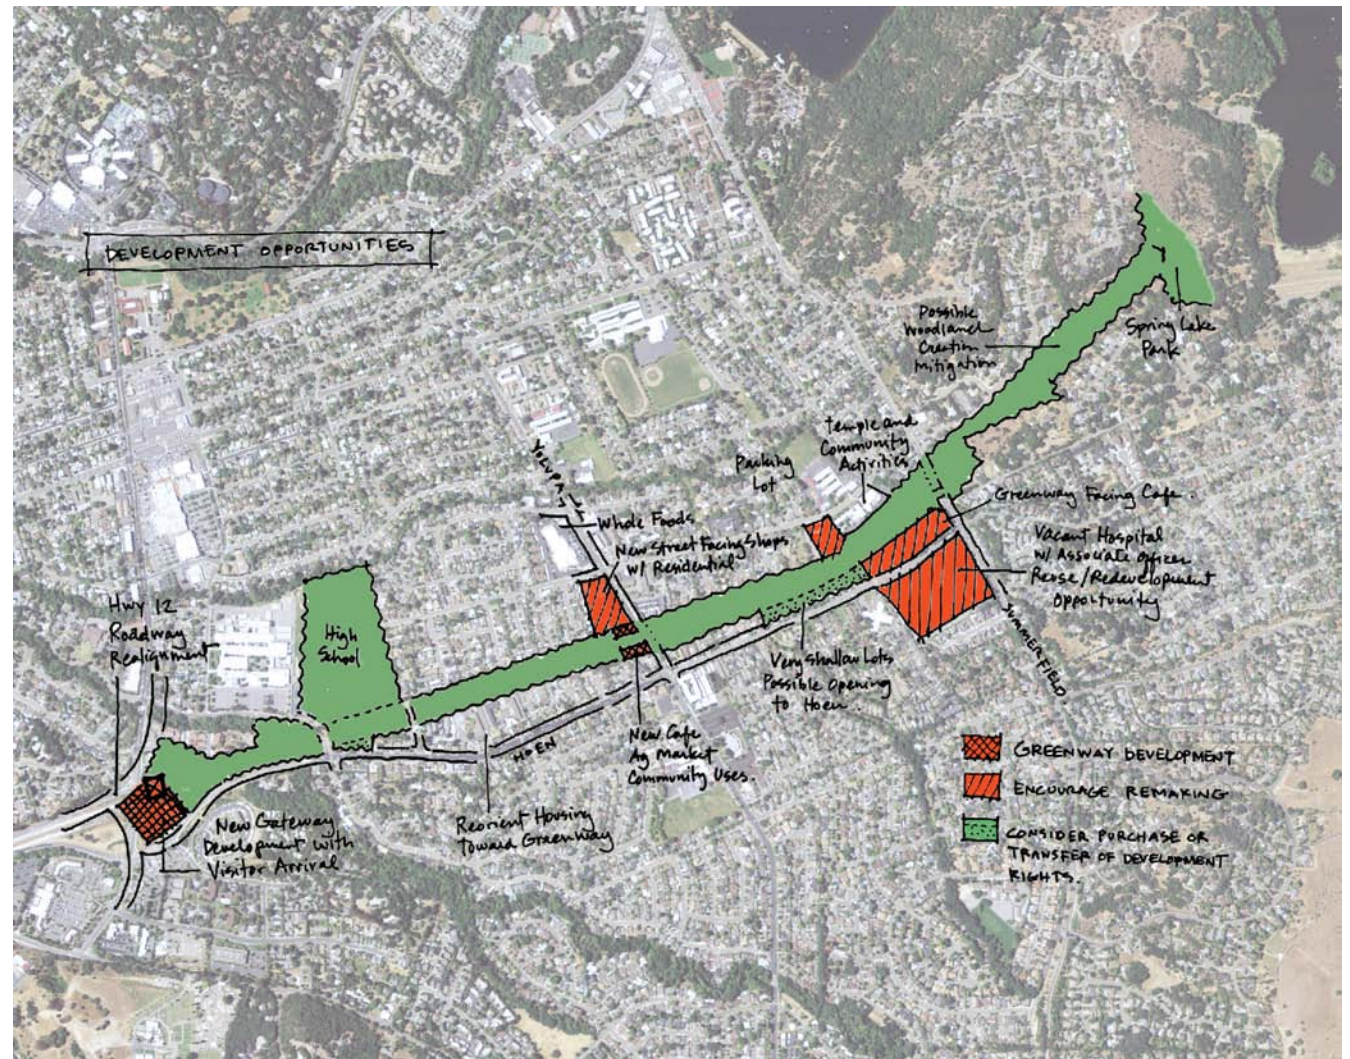 DEVELOPMENT OPPORTUNITIES
Possible
Woodland
Creation
Mitigation
Spring Lake
Park
Temple and
Community
Activities
Parking
Lot
YOLUPA
Whole Foods
New Street Facing Shops
w/ Residential
Greenway Facing Cafe.
Vacant Hospital
w/ Associate offices
Reuse/Redevelopment
Opportunity
SUMMERFIELD
Hwy 12
Roadway
Realignment
High
School
Very Shallow Lots
Possible Opening
to Hoen.
HOEN
New Cafe
Ag Market
Community Uses.
Reorient Housing
Toward Greenway
New Gateway
Development with
Visitor Arrival
GREENWAY DEVELOPMENT
ENCOURAGE REMAKING
CONSIDER PURCHASE OR
TRANSFER OF DEVELOPMENT
RIGHTS.